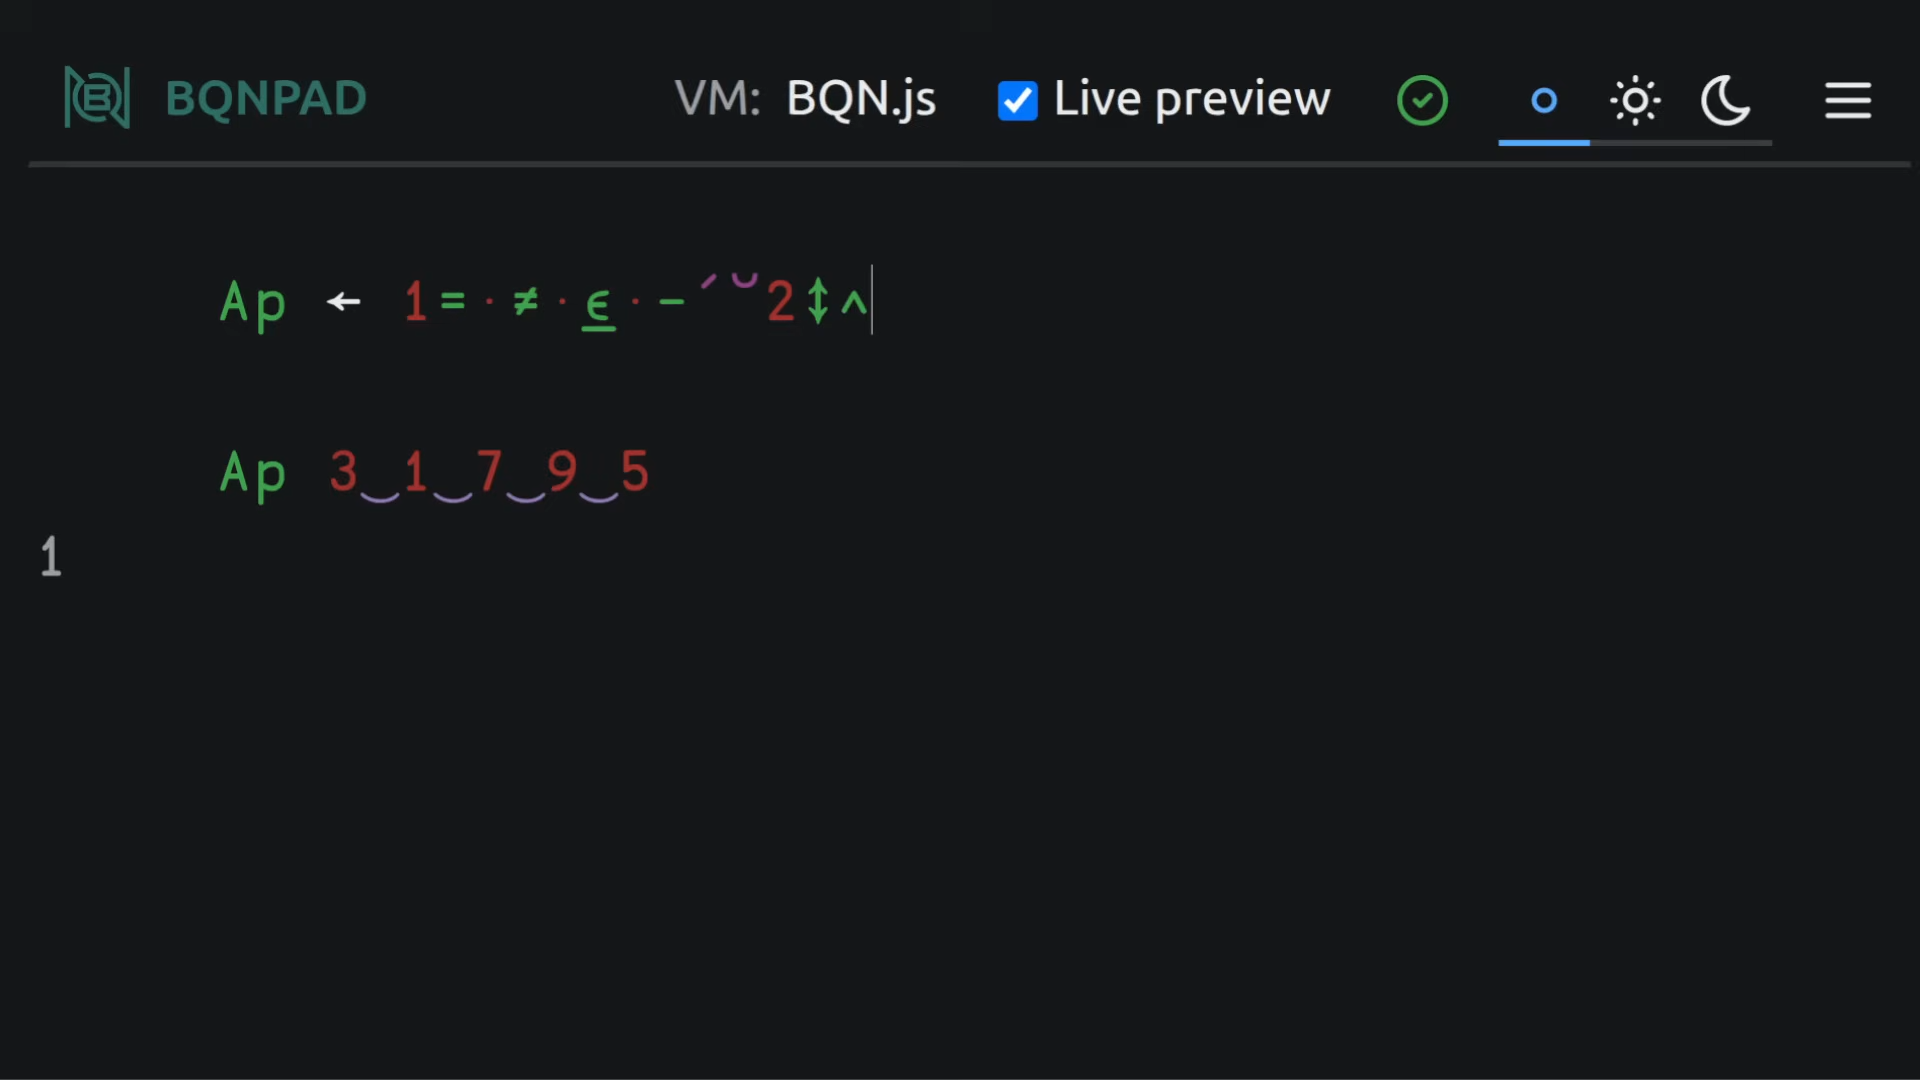 BQNPAD VM: BQN.js Live preview
Ap ← 1=·≠·⍷·-´˘2↕∧
Ap 3‿1‿7‿9‿5
1